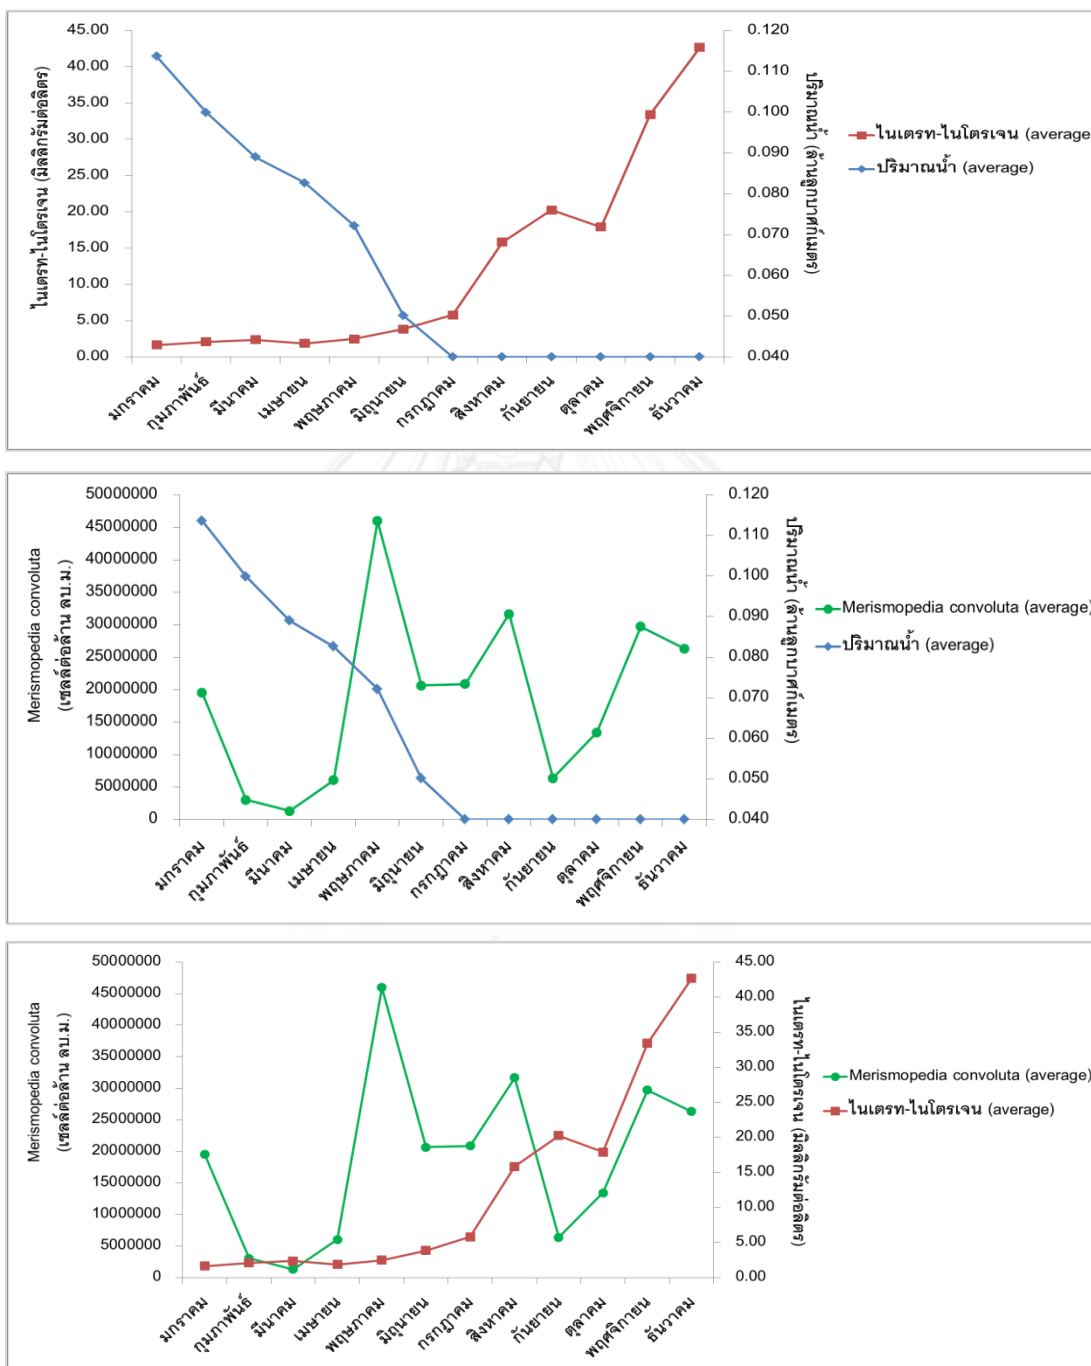 45.00
40.00
35.00
30.00
25.00
20.00
15.00
10.00
5.00
0.00
ไนเตรท-ไนโตรเจน (มิลลิกรัมต่อลิตร)
0.120
0.110
0.100
0.090
0.080
0.070
0.060
0.050
0.040
ปริมาณน้ำ (ล้านลูกบาศก์เมตร)
มกราคม
กุมภาพันธ์
มีนาคม
เมษายน
พฤษภาคม
มิถุนายน
กรกฎาคม
สิงหาคม
กันยายน
ตุลาคม
พฤศจิกายน
ธันวาคม
ไนเตรท-ไนโตรเจน (average
ปริมาณน้ำ (average)
50000000
45000000
40000000
35000000
30000000
25000000
20000000
15000000
10000000
5000000
0
Merismopedia convoluta
(เซลล์ต่อล้าน ลบ.ม.)
0.120
0.110
0.100
0.090
0.080
0.070
0.060
0.050
0.040
ปริมาณน้ำ (ล้านลูกบาศก์เมตร)
มกราคม
กุมภาพันธ์
มีนาคม
เมษายน
พฤษภาคม
มิถุนายน
กรกฎาคม
สิงหาคม
กันยายน
ตุลาคม
พฤศจิกายน
ธันวาคม
Merismopedia convoluta (average)
ปริมาณน้ำ (average)
50000000
45000000
40000000
35000000
30000000
25000000
20000000
15000000
10000000
5000000
0
Merismopedia convoluta
(เซลล์ต่อล้าน ลบ.ม.)
45.00
40.00
35.00
30.00
25.00
20.00
15.00
10.00
5.00
0.00
ไนเตรท-ไนโตรเจน (มิลลิกรัมต่อลิตร)
มกราคม
กุมภาพันธ์
มีนาคม
เมษายน
พฤษภาคม
มิถุนายน
กรกฎาคม
สิงหาคม
กันยายน
ตุลาคม
พฤศจิกายน
ธันวาคม
Merismopedia convoluta (average)
ไนเตรท-ไนโตรเจน (average)